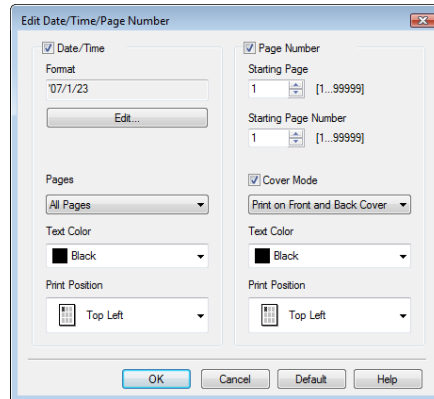 Edit Date/Time/Page Number
Date/Time
Format
'07/1/23
Edit...
Pages
All Pages
Text Color
Black
Print Position
Top Left
Page Number
Starting Page
1 [1...99999]
Starting Page Number
1 [1...99999]
Cover Mode
Print on Front and Back Cover
Text Color
Black
Print Position
Top Left
OK Cancel Default Help